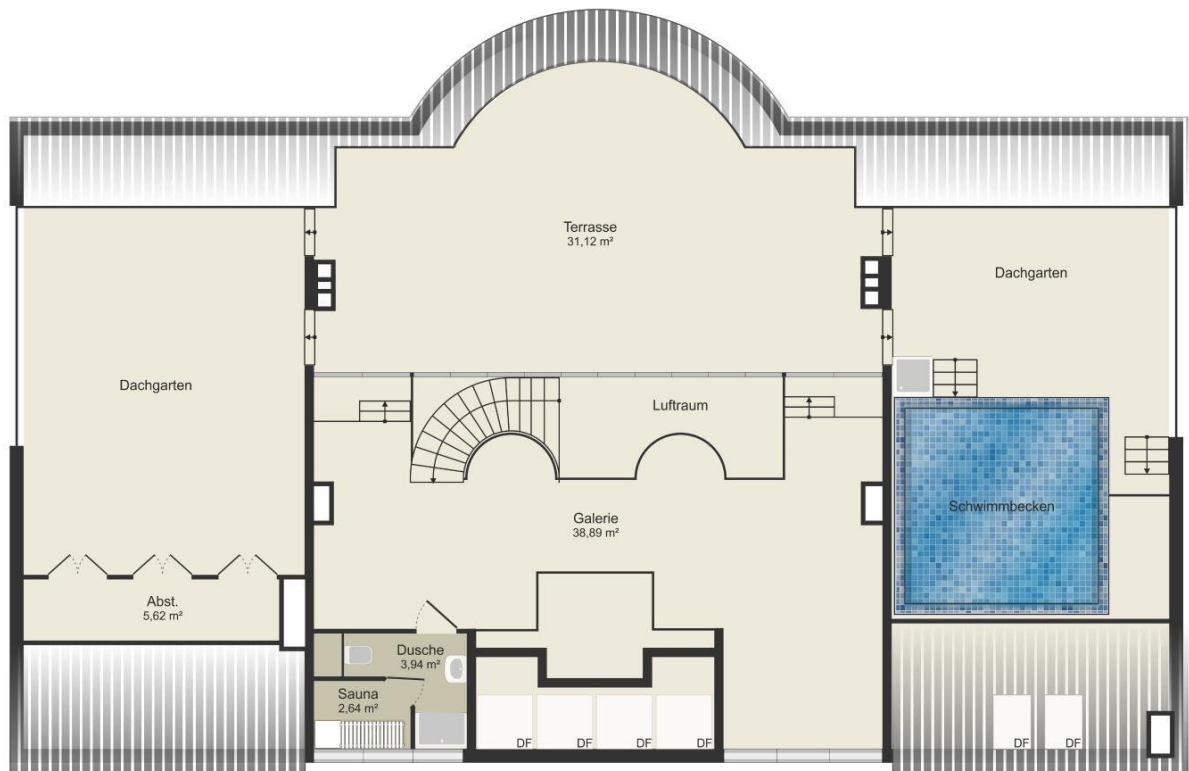 Terrasse
31,12 m²
Dachgarten
Dachgarten
Luftraum
Schwimmbecken
Galerie
38,89 m²
Abst.
5,62 m²
Dusche
3,94 m²
Sauna
2,64 m²
DF
DF
DF
DF
DF
DF